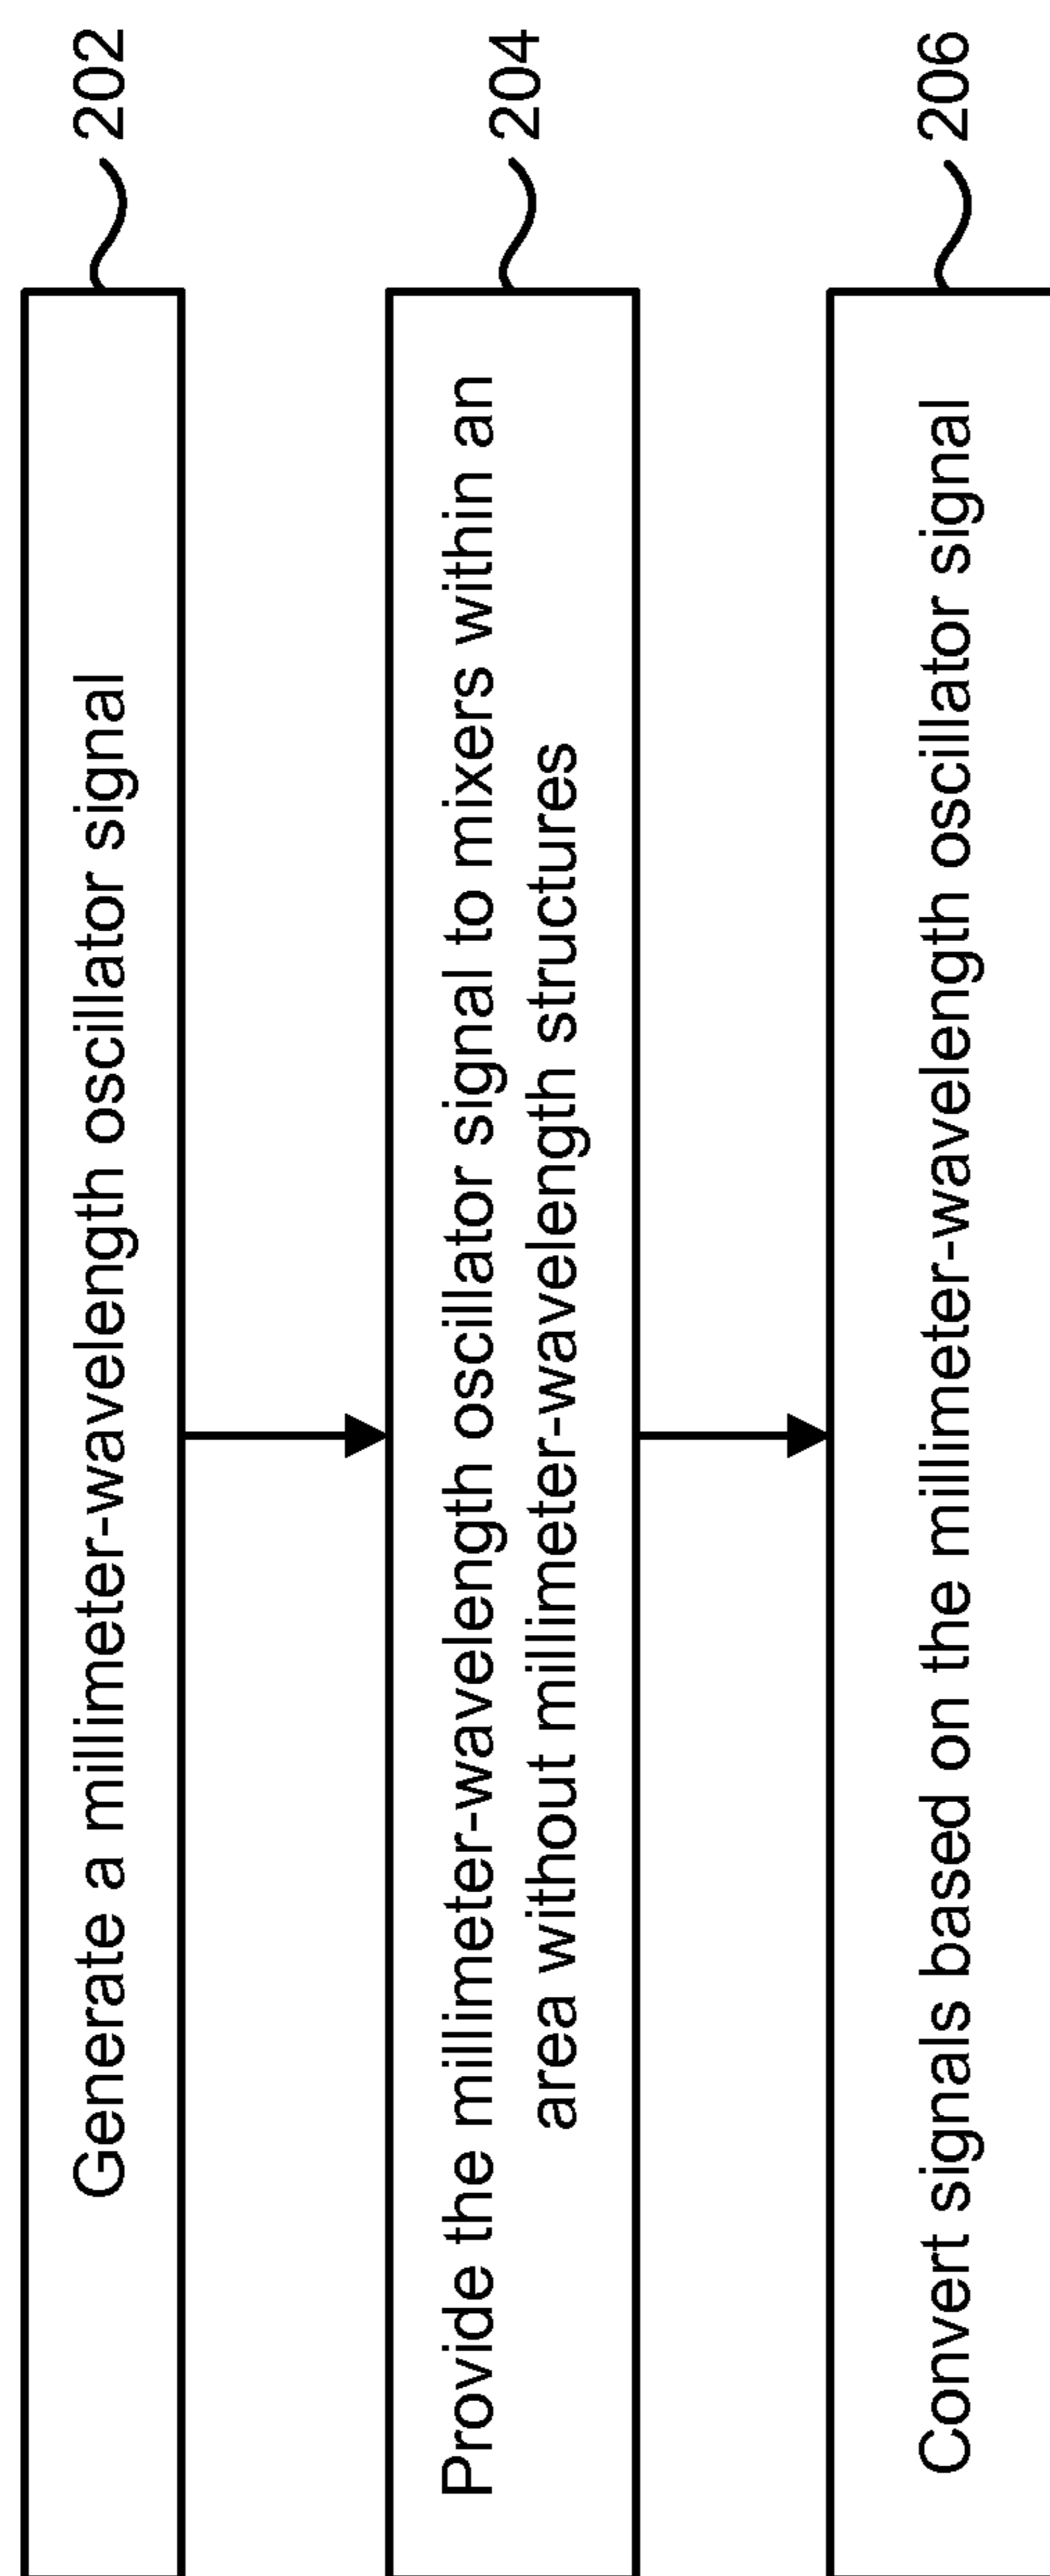 Generate a millimeter-wavelength oscillator signal
202
Provide the millimeter-wavelength oscillator signal to mixers within an
area without millimeter-wavelength structures
204
Convert signals based on the millimeter-wavelength oscillator signal
206